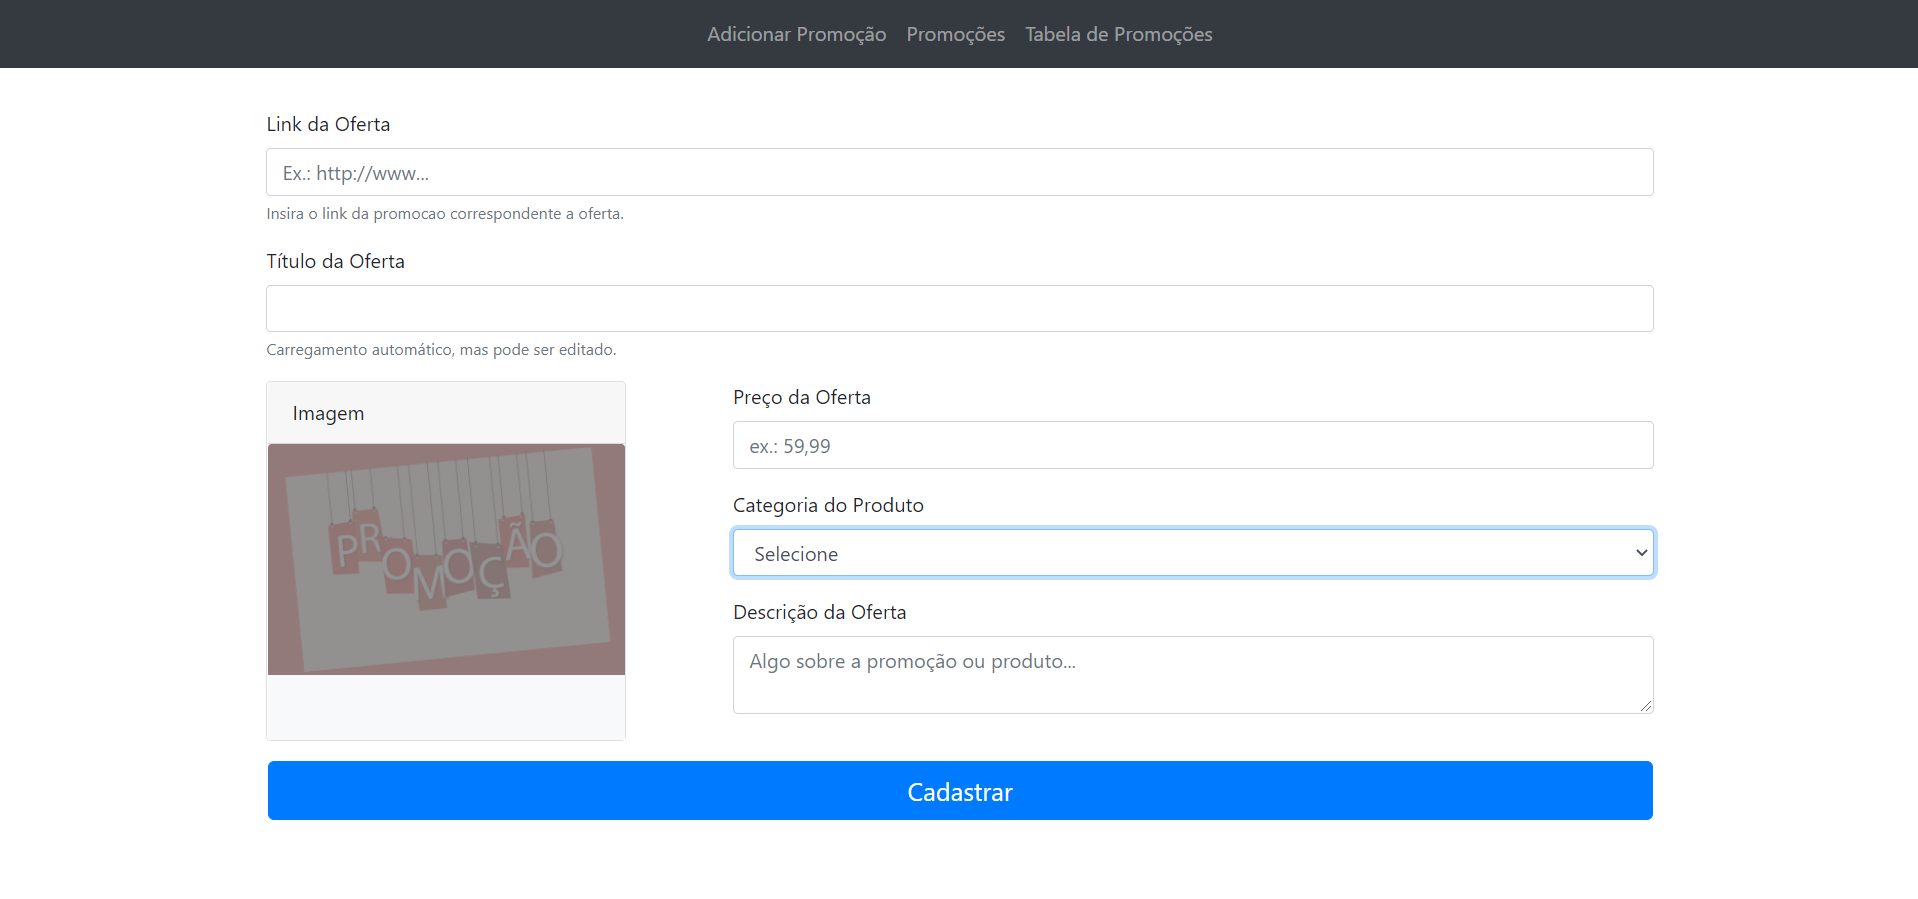 Adicionar Promoção Promoções Tabela de Promoções
Link da Oferta
Ex.: http://www...
Insira o link da promocao correspondente a oferta.
Título da Oferta
Carregamento automático, mas pode ser editado.
Imagem
PROMOÇÃO
Preço da Oferta
ex.: 59,99
Categoria do Produto
Selecione
Descrição da Oferta
Algo sobre a promoção ou produto...
Cadastrar